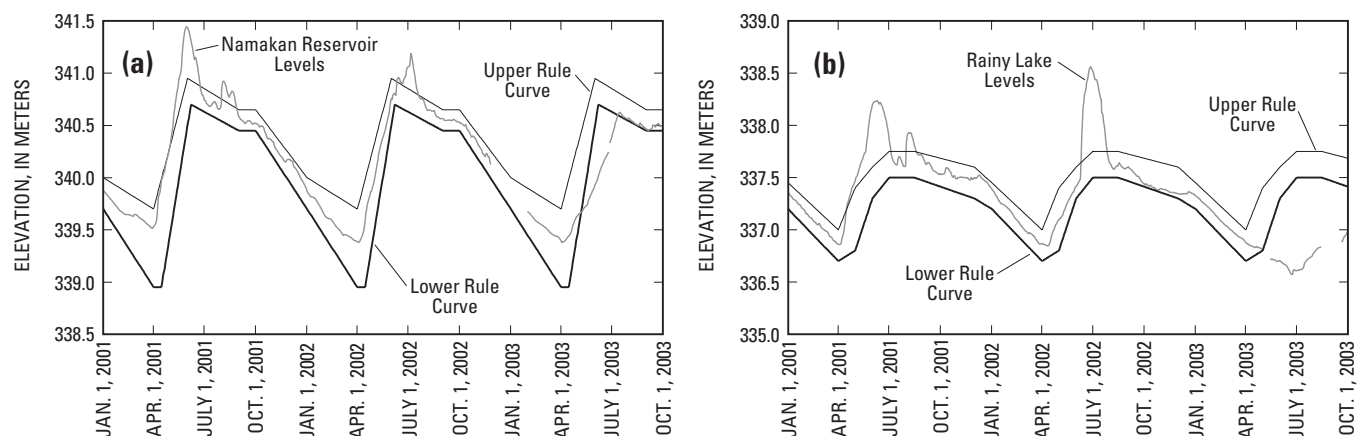 (a)
ELEVATION, IN METERS
341.5
341.0
340.5
340.0
339.5
339.0
338.5
Namakan Reservoir
Levels
Upper Rule
Curve
Lower Rule
Curve
JAN. 1, 2001
APR. 1, 2001
JULY 1, 2001
OCT. 1, 2001
JAN. 1, 2002
APR. 1, 2002
JULY 1, 2002
OCT. 1, 2002
JAN. 1, 2003
APR. 1, 2003
JULY 1, 2003
OCT. 1, 2003
(b)
ELEVATION, IN METERS
339.0
338.5
338.0
337.5
337.0
336.5
335.0
Rainy Lake
Levels
Upper Rule
Curve
Lower Rule
Curve
JAN. 1, 2001
APR. 1, 2001
JULY 1, 2001
OCT. 1, 2001
JAN. 1, 2002
APR. 1, 2002
JULY 1, 2002
OCT. 1, 2002
JAN. 1, 2003
APR. 1, 2003
JULY 1, 2003
OCT. 1, 2003